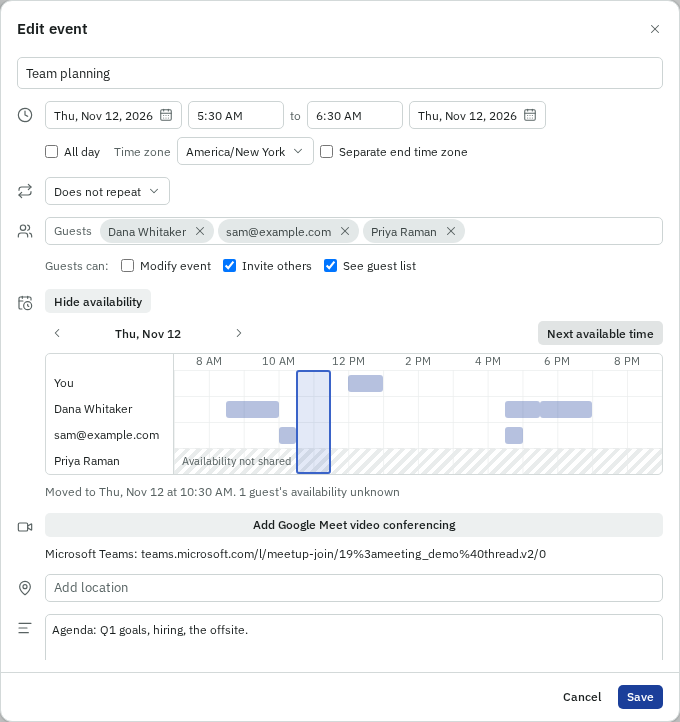 Edit event
Team planning
Thu, Nov 12, 2026 5:30 AM to 6:30 AM Thu, Nov 12, 2026
All day Time zone America/New York Separate end time zone
Does not repeat
Guests Dana Whitaker sam@example.com Priya Raman
Guests can: Modify event Invite others See guest list
Hide availability
Thu, Nov 12 Next available time
8 AM 10 AM 12 PM 2 PM 4 PM 6 PM 8 PM
You
Dana Whitaker
sam@example.com
Priya Raman Availability not shared
Moved to Thu, Nov 12 at 10:30 AM. 1 guest's availability unknown
Add Google Meet video conferencing
Microsoft Teams: teams.microsoft.com/l/meetup-join/19%3ameeting_demo%40thread.v2/0
Add location
Agenda: Q1 goals, hiring, the offsite.
Cancel Save